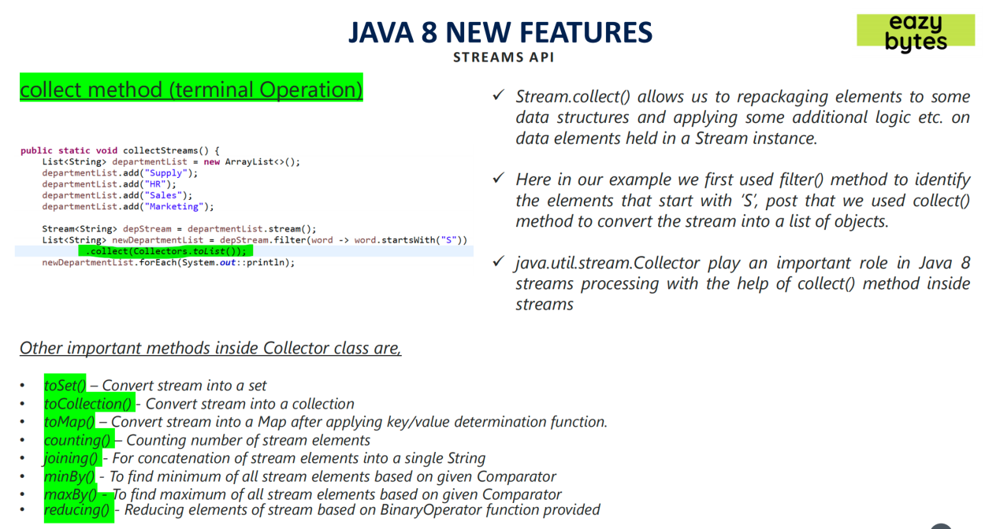 JAVA 8 NEW FEATURES
STREAMS API
eazy
bytes
collect method (terminal Operation)
public static void collectStreams() {
List<String> departmentList = new ArrayList<>();
departmentList.add("Supply");
departmentList.add("HR");
departmentList.add("Sales");
departmentList.add("Marketing");
Stream<String> depStream = departmentList.stream();
List<String> newDepartmentList = depStream.filter(word -> word.startsWith("S"))
.collect(Collectors.toList());
newDepartmentList.forEach(System.out::println);
✓ Stream.collect() allows us to repackaging elements to some
data structures and applying some additional logic etc. on
data elements held in a Stream instance.
✓ Here in our example we first used filter() method to identify
the elements that start with ‘S’, post that we used collect()
method to convert the stream into a list of objects.
✓ java.util.stream.Collector play an important role in Java 8
streams processing with the help of collect() method inside
streams
Other important methods inside Collector class are,
• toSet() – Convert stream into a set
• toCollection() - Convert stream into a collection
• toMap() – Convert stream into a Map after applying key/value determination function.
• counting() – Counting number of stream elements
• joining() - For concatenation of stream elements into a single String
• minBy() - To find minimum of all stream elements based on given Comparator
• maxBy() - To find maximum of all stream elements based on given Comparator
• reducing() - Reducing elements of stream based on BinaryOperator function provided